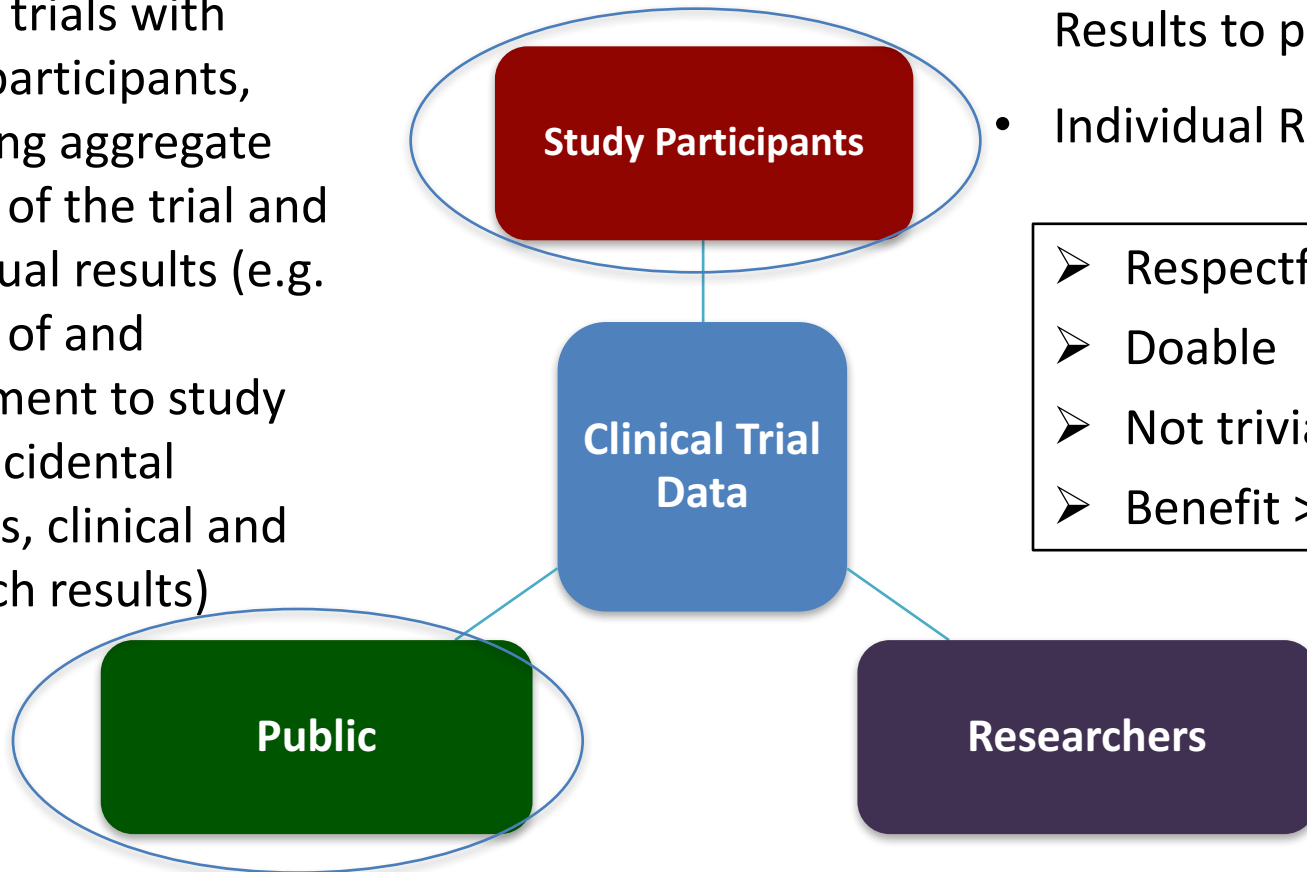 trials with
participants,
ng aggregate
of the trial and
ual results (e.g.
of and
ment to study
cidental
s, clinical and
ch results)
Study Participants
Clinical Trial
Data
Public
Researchers
Results to p
• Individual R
➢ Respectf
➢ Doable
➢ Not trivia
➢ Benefit >